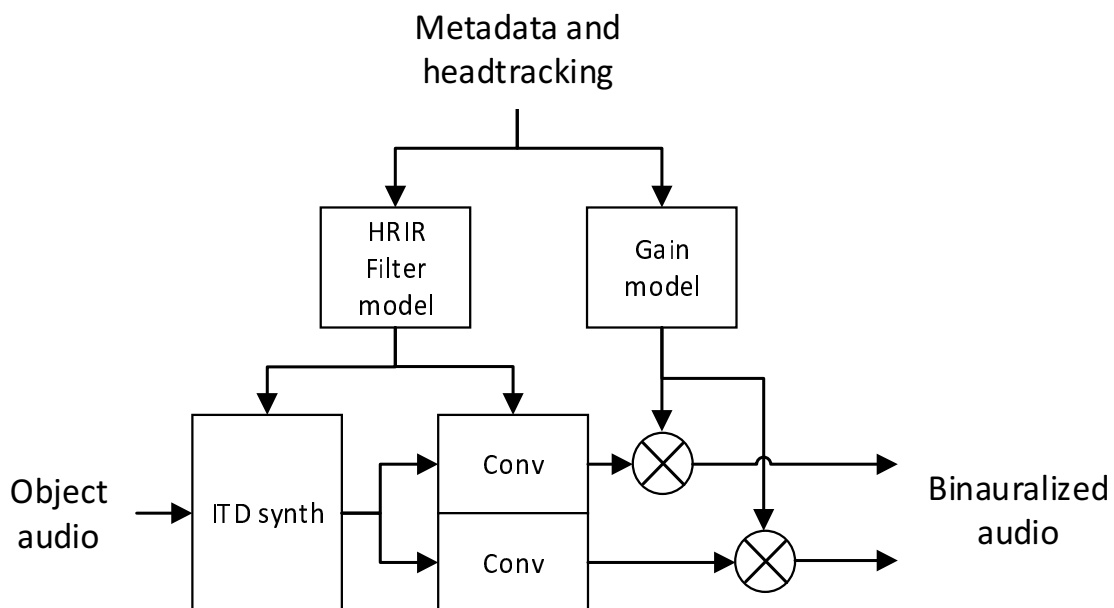 Metadata and
headtracking
HRIR
Filter
model
Gain
model
Object
audio
ITD synth
Conv
Conv
Binauralized
audio